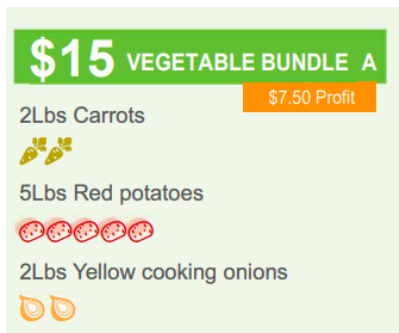 $15 VEGETABLE BUNDLE A
$7.50 Profit
2Lbs Carrots
5Lbs Red potatoes
2Lbs Yellow cooking onions